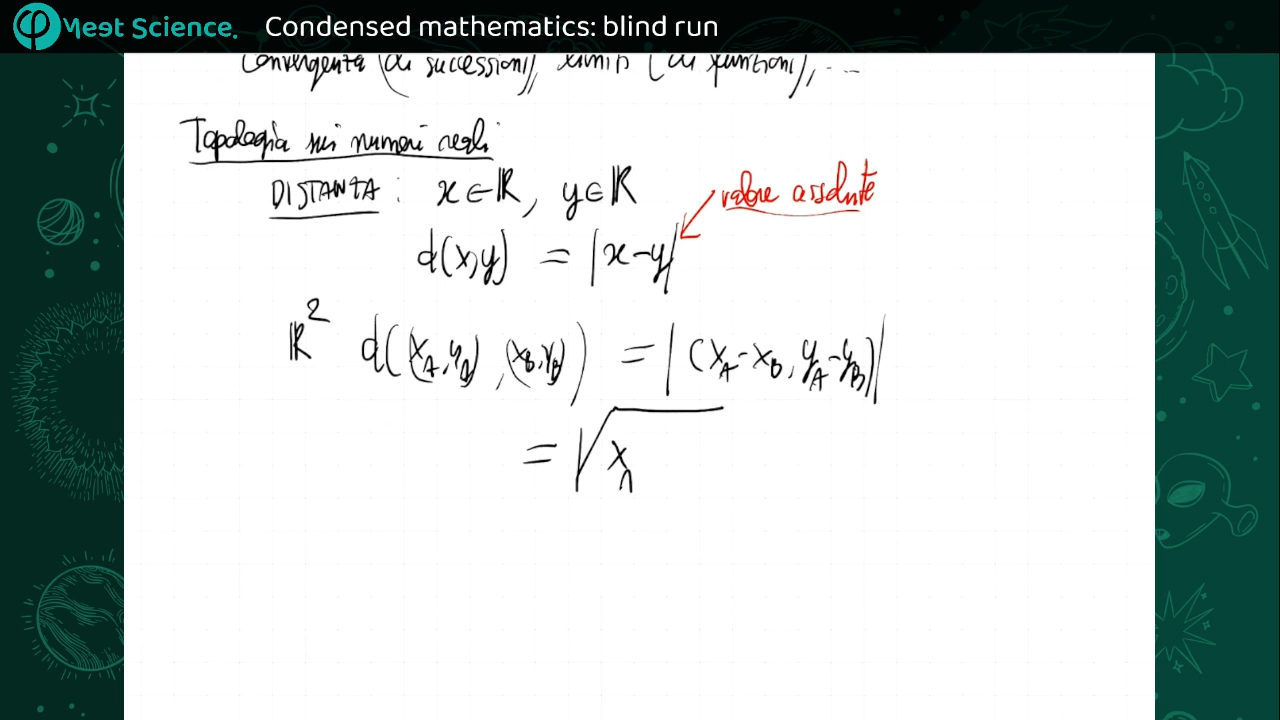 Meet Science.
Condensed mathematics: blind run
Convergenza (di successioni), limiti (di funzioni), ...
Topologia sui numeri reali
DISTANZA : x ∈ ℝ, y ∈ ℝ
valore assoluto
d(x,y) = |x-y|
ℝ² d((x_A,y_A),(x_B,y_B)) = |(x_A-x_B, y_A-y_B)|
= √x